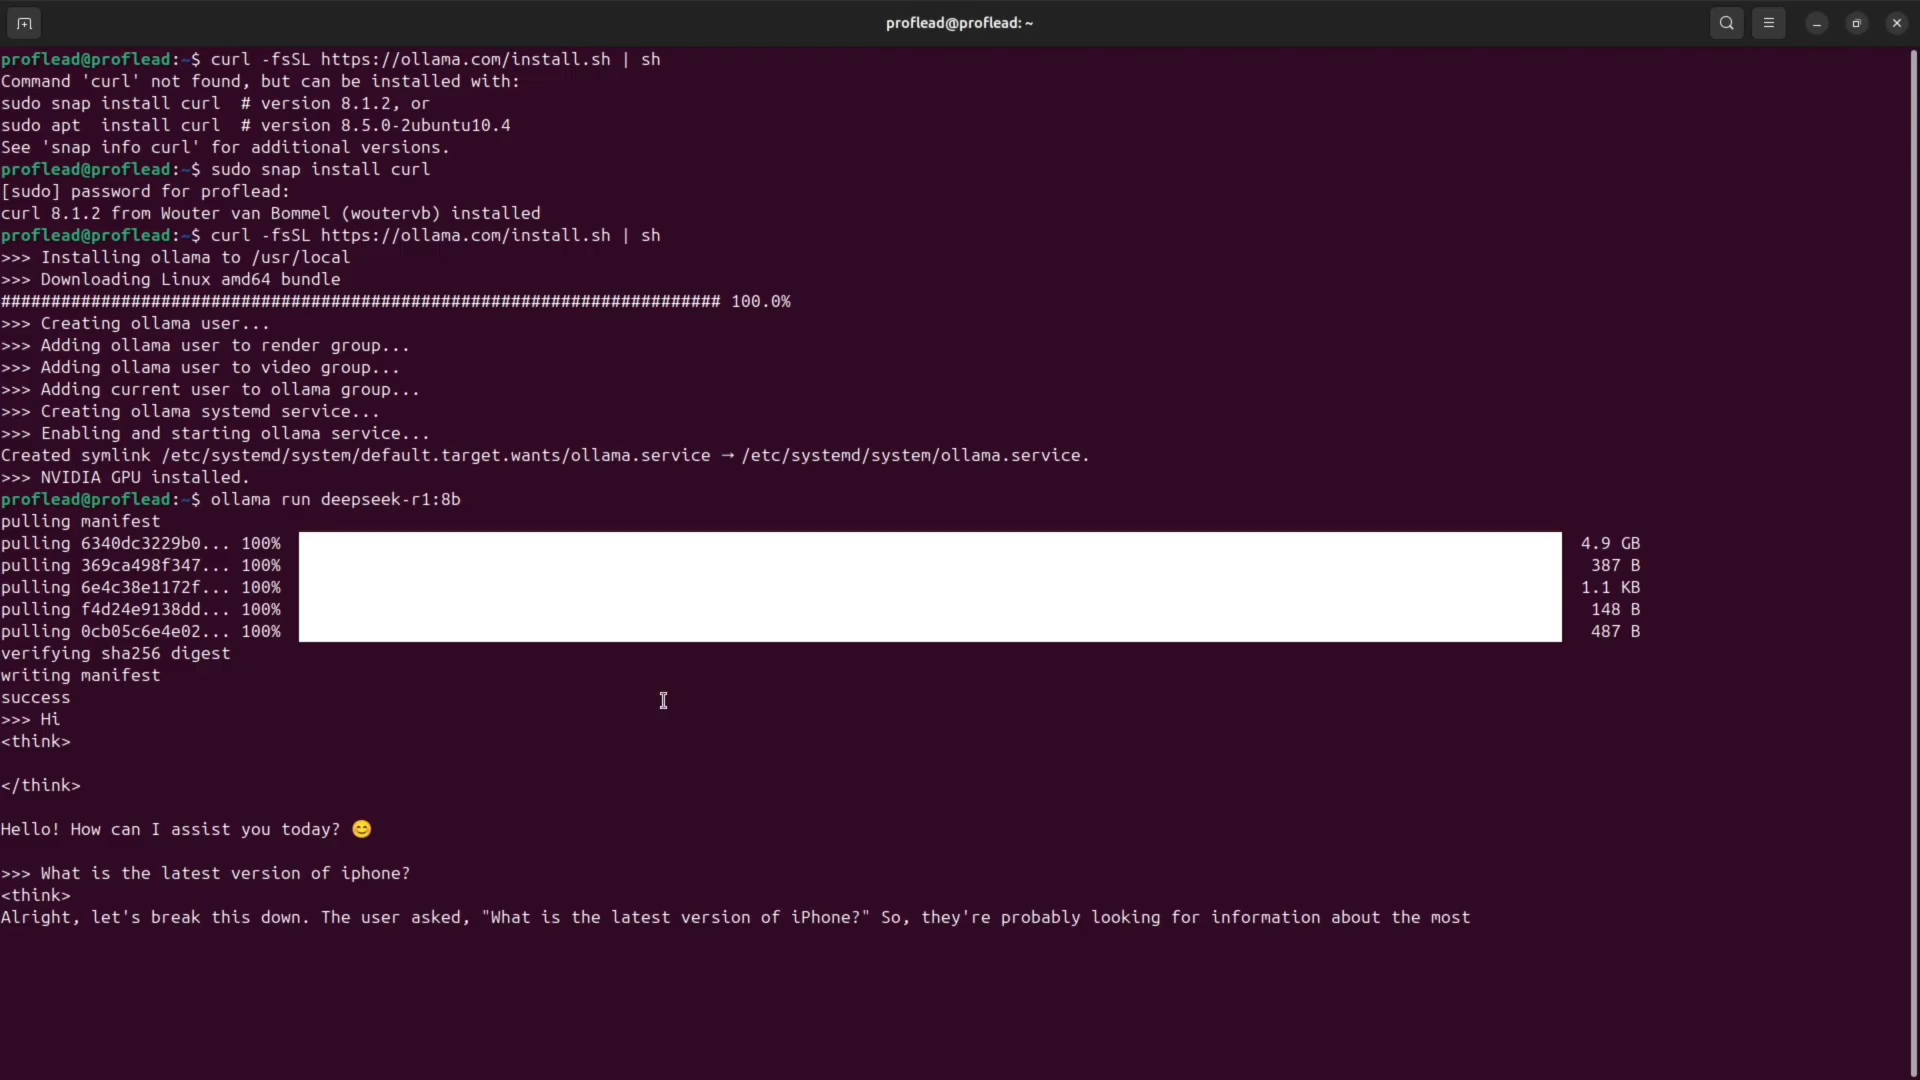 proflead@proflead: ~
proflead@proflead:~$ curl -fsSL https://ollama.com/install.sh | sh
Command 'curl' not found, but can be installed with:
sudo snap install curl  # version 8.1.2, or
sudo apt  install curl  # version 8.5.0-2ubuntu10.4
See 'snap info curl' for additional versions.
proflead@proflead:~$ sudo snap install curl
[sudo] password for proflead:
curl 8.1.2 from Wouter van Bommel (woutervb) installed
proflead@proflead:~$ curl -fsSL https://ollama.com/install.sh | sh
>>> Installing ollama to /usr/local
>>> Downloading Linux amd64 bundle
######################################################################## 100.0%
>>> Creating ollama user...
>>> Adding ollama user to render group...
>>> Adding ollama user to video group...
>>> Adding current user to ollama group...
>>> Creating ollama systemd service...
>>> Enabling and starting ollama service...
Created symlink /etc/systemd/system/default.target.wants/ollama.service → /etc/systemd/system/ollama.service.
>>> NVIDIA GPU installed.
proflead@proflead:~$ ollama run deepseek-r1:8b
pulling manifest
pulling 6340dc3229b0... 100% 4.9 GB
pulling 369ca498f347... 100% 387 B
pulling 6e4c38e1172f... 100% 1.1 KB
pulling f4d24e9138dd... 100% 148 B
pulling 0cb05c6e4e02... 100% 487 B
verifying sha256 digest
writing manifest
success
>>> Hi
<think>
</think>
Hello! How can I assist you today? 😊
>>> What is the latest version of iphone?
<think>
Alright, let's break this down. The user asked, "What is the latest version of iPhone?" So, they're probably looking for information about the most